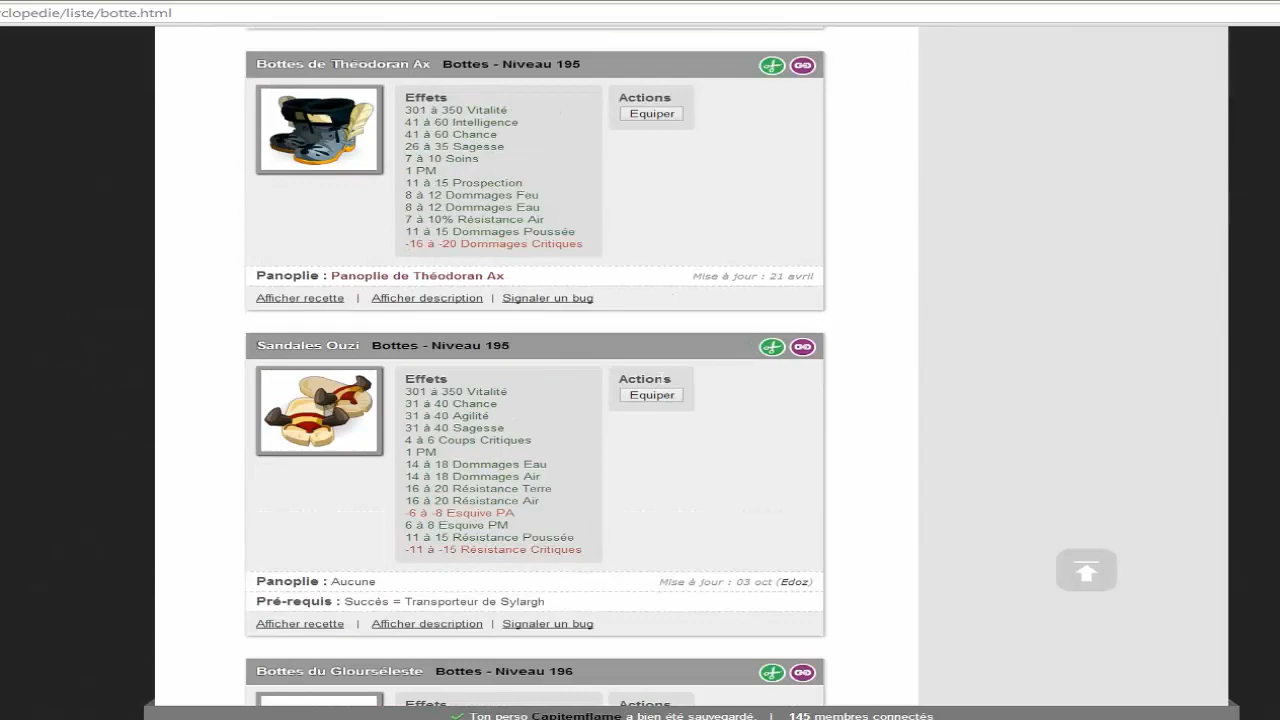 cyclopedie/liste/botte.html
Bottes de Théodoran Ax Bottes - Niveau 195
Effets
301 à 350 Vitalité
41 à 60 Intelligence
41 à 60 Chance
26 à 35 Sagesse
7 à 10 Soins
1 PM
11 à 15 Prospection
8 à 12 Dommages Feu
8 à 12 Dommages Eau
7 à 10% Résistance Air
11 à 15 Dommages Poussée
-16 à -20 Dommages Critiques
Actions
Equiper
Panoplie : Panoplie de Théodoran Ax Mise à jour : 21 avril
Afficher recette | Afficher description | Signaler un bug
Sandales Ouzi Bottes - Niveau 195
Effets
301 à 350 Vitalité
31 à 40 Chance
31 à 40 Agilité
31 à 40 Sagesse
4 à 6 Coups Critiques
1 PM
14 à 18 Dommages Eau
14 à 18 Dommages Air
16 à 20 Résistance Terre
16 à 20 Résistance Air
-6 à -8 Esquive PA
6 à 8 Esquive PM
11 à 15 Résistance Poussée
-11 à -15 Résistance Critiques
Actions
Equiper
Panoplie : Aucune Mise à jour : 03 oct (Edoz)
Pré-requis : Succès = Transporteur de Sylargh
Afficher recette | Afficher description | Signaler un bug
Bottes du Glourséleste Bottes - Niveau 196
Effets
Actions
Ton perso Capitemflame a bien été sauvegardé. | 145 membres connectés